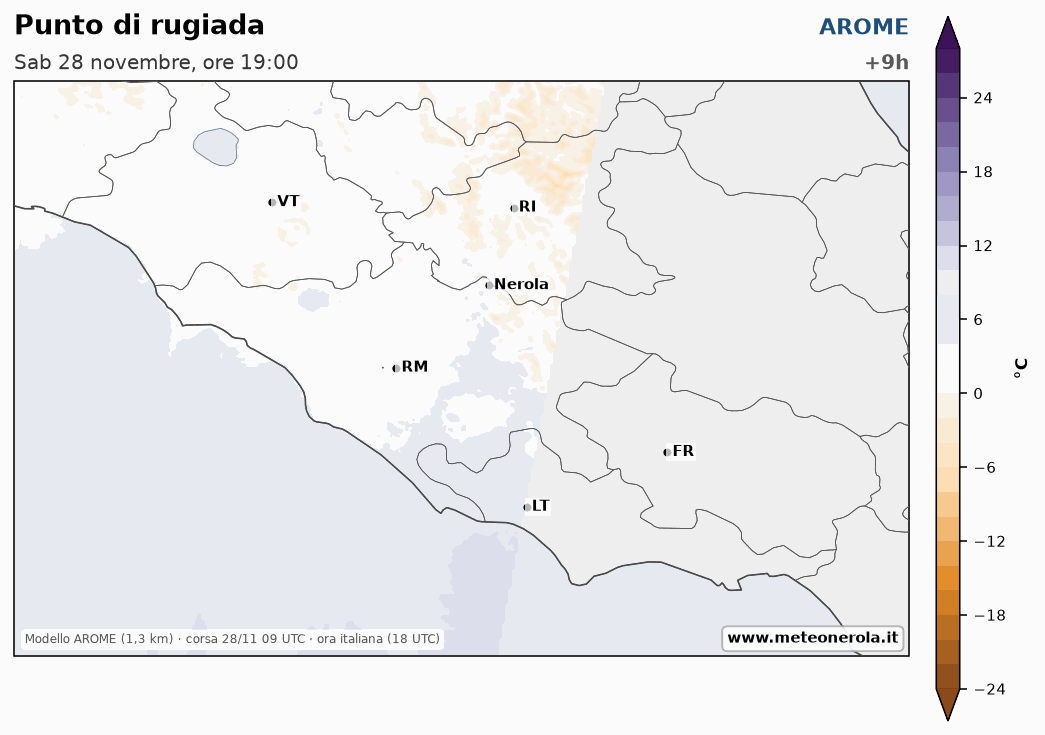 Punto di rugiada
AROME
Sab 28 novembre, ore 19:00
+9h
VT
RI
Nerola
RM
FR
LT
24
18
12
6
0
−6
−12
−18
−24
°C
Modello AROME (1,3 km) · corsa 28/11 09 UTC · ora italiana (18 UTC)
www.meteonerola.it